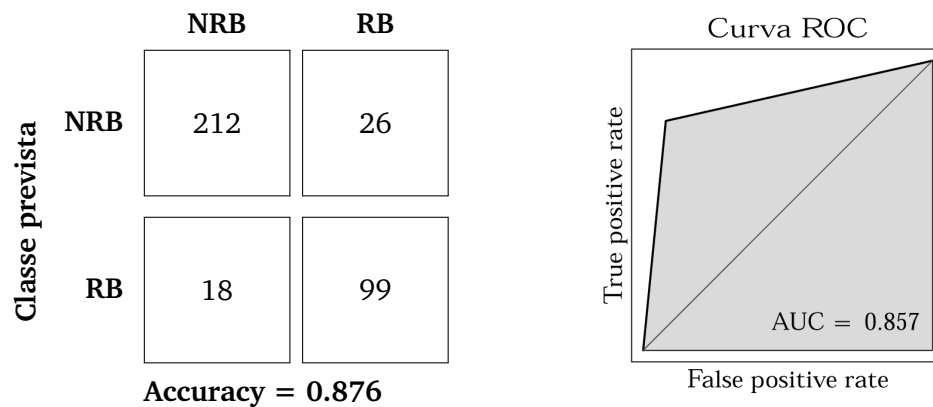 NRB RB
Classe prevista
NRB 212 26
RB 18 99
Accuracy = 0.876
Curva ROC
True positive rate
AUC = 0.857
False positive rate